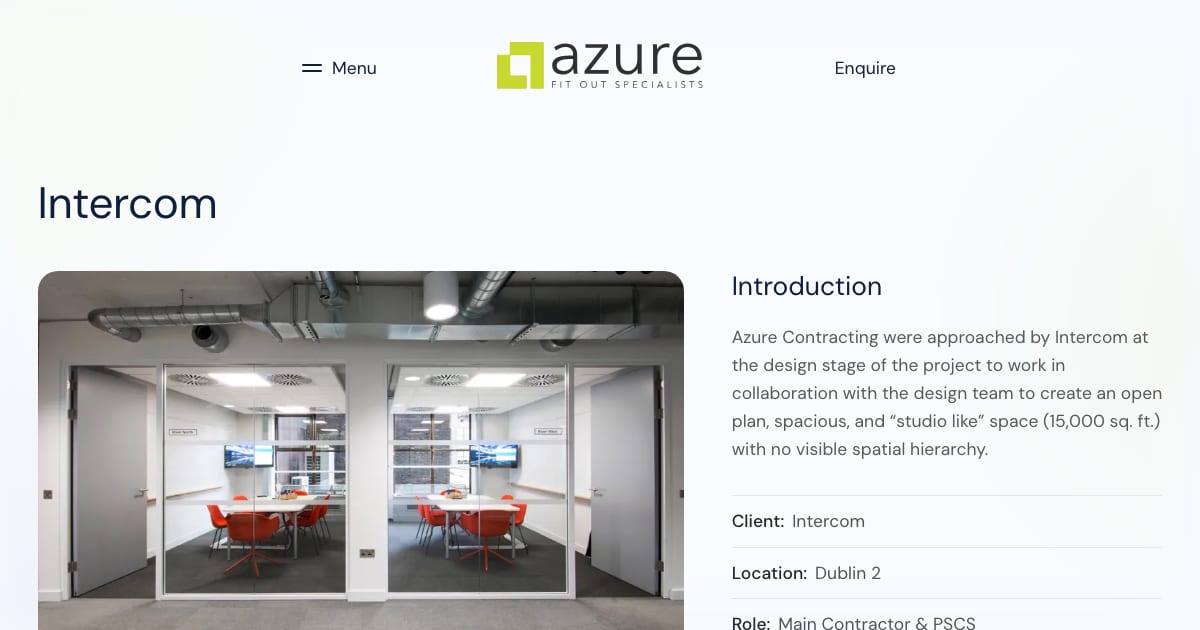 Menu
azure
FIT OUT SPECIALISTS
Enquire
Intercom
Introduction
Azure Contracting were approached by Intercom at
the design stage of the project to work in
collaboration with the design team to create an open
plan, spacious, and “studio like” space (15,000 sq. ft.)
with no visible spatial hierarchy.
Client: Intercom
Location: Dublin 2
Role: Main Contractor & PSCS